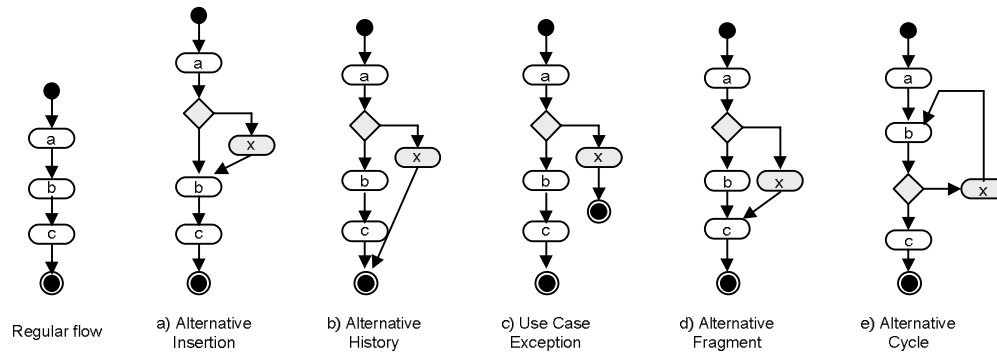 a
b
c
Regular flow
a
x
b
c
a) Alternative
Insertion
a
x
b
c
b) Alternative
History
a
x
b
c
c) Use Case
Exception
a
b
x
c
d) Alternative
Fragment
a
b
x
c
e) Alternative
Cycle